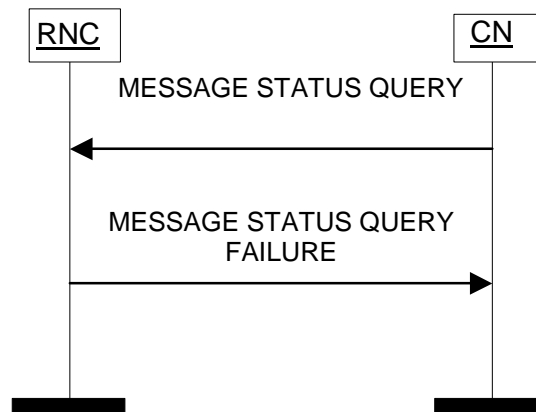 RNC
CN
MESSAGE STATUS QUERY
MESSAGE STATUS QUERY
FAILURE